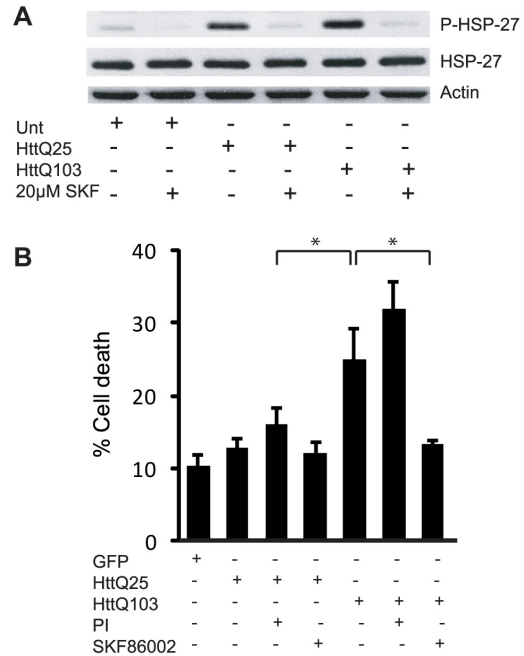 A
P-HSP-27
HSP-27
Actin
Unt + + - - - -
HttQ25 - - + + - -
HttQ103 - - - - + +
20µM SKF - + - + - +
B
* *
% Cell death
40
30
20
10
0
GFP + - - - - - -
HttQ25 - + + + - - -
HttQ103 - - - - + + +
PI - - + - - + -
SKF86002 - - - + - - +